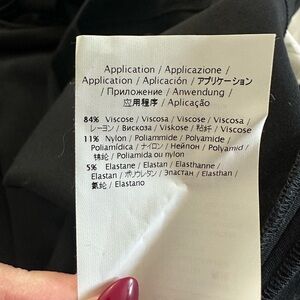 Application / Applicazione /
Application / Aplicación / アプリケーション
/ Приложение / Anwendung /
应用程序 / Aplicação
84% Viscose / Viscosa / Viscose / Viscosa /
レーヨン / Вискоза / Viskose / 粘纤 / Viscose
11% Nylon / Poliammide / Polyamide /
Poliamídica / ナイロン / Нейлон / Polyamid /
锦纶 / Poliamida ou nylon
5% Elastane / Elastan / Elasthanne /
Elastan / ポリウレタン / Эластан / Elasthan /
氨纶 / Elastano